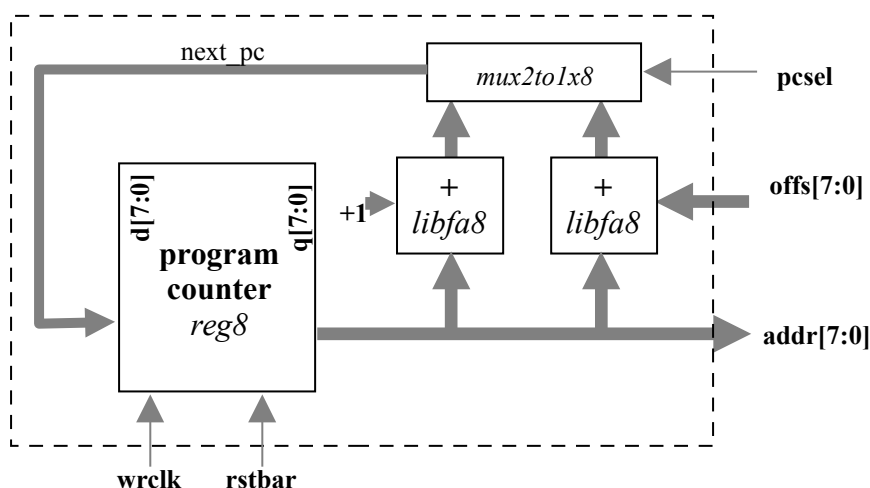 next_pc
mux2to1x8
pcsel
d[7:0]
q[7:0]
program
counter
reg8
+1
+
libfa8
+
libfa8
offs[7:0]
addr[7:0]
wrclk
rstbar